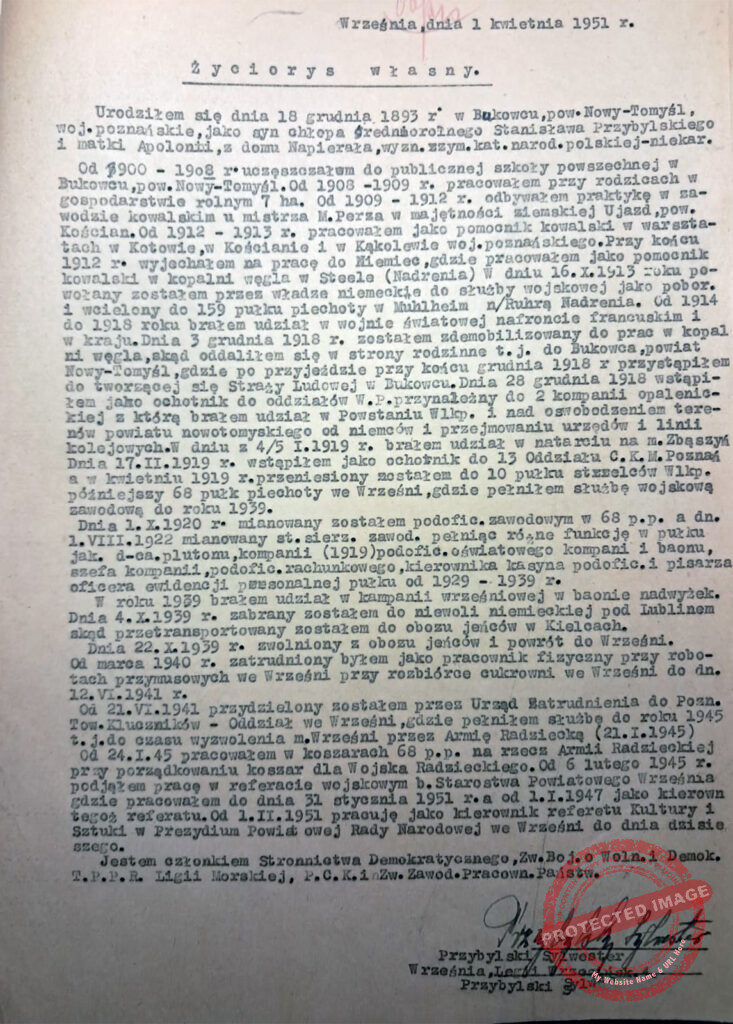 Września,dnia 1 kwietnia 1951 r.
Życiorys własny.
Urodziłem się dnia 18 grudnia 1893 r w Bukowcu,pow.Nowy-Tomyśl,
woj.poznańskie,jako syn chłopa średniorolnego Stanisława Przybylskiego
i matki Apolonii,z domu Napierała,wyzn.rzym.kat.narod.polskiej-niekar.
Od 1900 - 1908 r.uczęszczałem do publicznej szkoły powszechnej w
Bukowcu,pow.Nowy-Tomyśl.Od 1908 -1909 r. pracowałem przy rodzicach w
gospodarstwie rolnym 7 ha. Od 1909 - 1912 r. odbywałem praktykę w za-
wodzie kowalskim u mistrza M.Perza w majętności ziemskiej Ujazd,pow.
Kościan.Od 1912 - 1913 r. pracowałem jako pomocnik kowalski w warszta-
tach w Kotowie,w Kościanie i w Kąkolewie woj.poznańskiego.Przy końcu
1912 r. wyjechałem na pracę do Niemiec,gdzie pracowałem jako pomocnik
kowalski w kopalni węgla w Steele (Nadrenia) W dniu 16.X.1913 roku po-
wołany zostałem przez władze niemeckie do służby wojskowej jako pobor.
i wcielony do 159 pułku piechoty w Muhlheim n/Ruhrą Nadrenia. Od 1914
do 1918 roku brałem udział w wojnie światowej nafroncie francuskim i
w kraju.Dnia 3 grudnia 1918 r. zostałem zdemobilizowany do prac w kopal
ni węgla,skąd oddaliłem się w strony rodzinne t.j. do Bukowca,powiat
Nowy-Tomyśl,gdzie po przyjeździe przy końcu grudnia 1918 r przystąpiłem
do tworzącej się Straży Ludowej w Bukowcu.Dnia 28 grudnia 1918 wstąpi-
łem jako ochotnik do oddziałów W.P.przynależny do 2 kompanii opalenic-
kiej z którą brałem udział w Powstaniu Wlkp. i nad oswobodzeniem tere-
nów powiatu nowotomyskiego od niemców i przejmowaniu urzędów i linii
kolejowych.W dniu z 4/5 I.1919 r. brałem udział w natarciu na m.Zbąszyń
Dnia 17.II.1919 r. wstąpiłem jako ochotnik do 13 Oddziału C.K.M.Poznań
a w kwietniu 1919 r.przeniesiony zostałem do 10 pułku strzelców Wlkp.
późniejszy 68 pułk piechoty we Wrześni,gdzie pełniłem służbę wojskową
zawodową do roku 1939.
Dnia 1.X.1920 r. mianowany zostałem podofic.zawodowym w 68 p.p. a dn.
1.VIII.1922 mianowany st.sierż. zawod. pełniąc różne funkcję w pułku
jak. d-ca.plutonu,kompanii (1919)podofic.oświatowego kompani i baonu,
szefa kompanii,podofic.rachunkowego,kierownika kasyna podofic.i pisarza
oficera ewidencji personalnej pułku od 1929 - 1939 r.
W roku 1939 brałem udział w kampanii wrześniowej w baonie nadwyżek.
Dnia 4.X.1939 r. zabrany zostałem do niewoli niemieckiej pod Lublinem
skąd przetransportowany zostałem do obozu jeńców w Kielcach.
Dnia 22.X.1939 r. zwolniony z obozu jeńców i powrót do Wrześni.
Od marca 1940 r. zatrudniony byłem jako pracownik fizyczny przy robo-
tach przymusowych we Wrześni przy rozbiórce cukrowni we Wrześni do dn.
12.VI.1941 r.
Od 21.VI.1941 przydzielony zostałem przez Urząd Zatrudnienia do Pozn.
Tow.Kluczników - Oddział we Wrześni,gdzie pełniłem służbę do roku 1945
t.j.do czasu wyzwolenia m.Wrześni przez Armię Radziecką (21.I.1945)
Od 24.I.45 pracowałem w koszarach 68 p.p. na rzecz Armii Radzieckiej
przy porządkowaniu koszar dla Wojska Radzieckiego.Od 6 lutego 1945 r.
podjąłem pracę w referacie wojskowym b.Starostwa Powiatowego Września
gdzie pracowałem do dnia 31 stycznia 1951 r.a od 1.I.1947 jako kierown
tegoż referatu.Od 1.II.1951 pracuję jako kierownik referetu Kultury i
Sztuki w Prezydium Powiatowej Rady Narodowej we Wrześni do dnia dzisie
szego.
Jestem członkiem Stronnictwa Demokratycznego,Zw.Boj.o Woln.i Demok.
T.P.P.R. Ligii Morskiej, P.C.K.i Zw.Zawod.Pracown.Państw.
Przybylski Sylwester
Przybylski Sylwester
Września,Legii Wrzesińsk
Przybylski Syl
PROTECTED IMAGE
My Website Name & URL Here